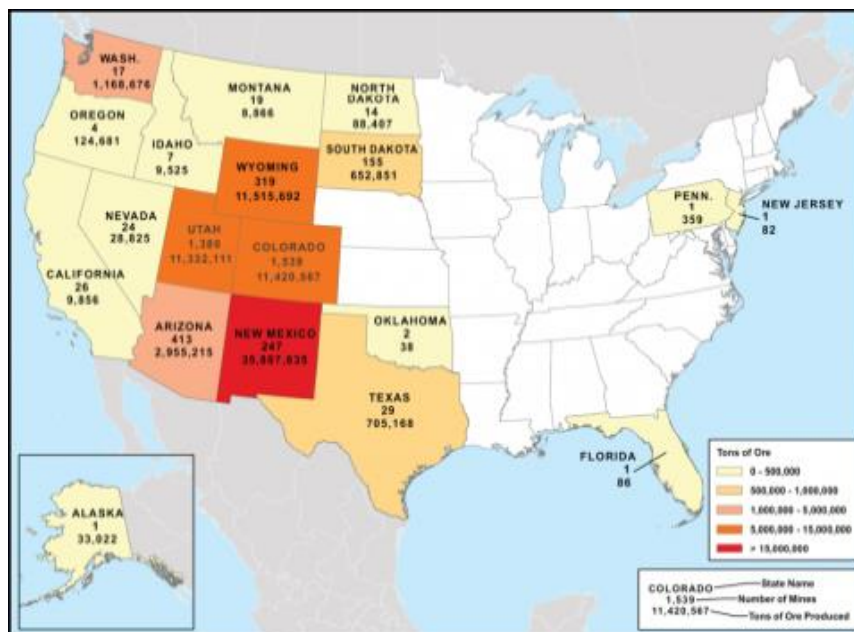 WASH.
17
1,168,676
MONTANA
19
8,866
NORTH
DAKOTA
14
88,407
OREGON
4
124,681
IDAHO
7
9,525
SOUTH DAKOTA
155
652,851
WYOMING
319
11,515,692
PENN.
1
359
NEW JERSEY
1
82
NEVADA
24
28,825
UTAH
1,380
11,332,111
COLORADO
1,539
11,420,567
CALIFORNIA
26
9,856
ARIZONA
413
2,955,215
NEW MEXICO
247
OKLAHOMA
2
38
TEXAS
29
705,168
FLORIDA
1
86
ALASKA
1
33,022
Tons of Ore
0 - 500,000
500,000 - 1,000,000
1,000,000 - 5,000,000
5,000,000 - 15,000,000
> 15,000,000
COLORADO State Name
1,539 Number of Mines
11,420,567 Tons of Ore Produced